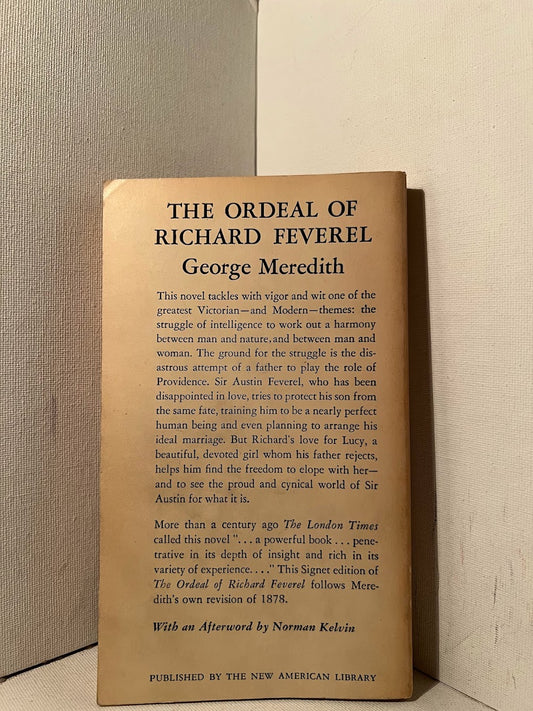 THE ORDEAL OF
RICHARD FEVEREL
George Meredith
This novel tackles with vigor and wit one of the
greatest Victorian—and Modern—themes: the
struggle of intelligence to work out a harmony
between man and nature, and between man and
woman. The ground for the struggle is the dis-
astrous attempt of a father to play the role of
Providence. Sir Austin Feverel, who has been
disappointed in love, tries to protect his son from
the same fate, training him to be a nearly perfect
human being and even planning to arrange his
ideal marriage. But Richard's love for Lucy, a
beautiful, devoted girl whom his father rejects,
helps him find the freedom to elope with her—
and to see the proud and cynical world of Sir
Austin for what it is.
More than a century ago The London Times
called this novel "... a powerful book ... pene-
trative in its depth of insight and rich in its
variety of experience...." This Signet edition of
The Ordeal of Richard Feverel follows Mere-
dith's own revision of 1878.
With an Afterword by Norman Kelvin
PUBLISHED BY THE NEW AMERICAN LIBRARY